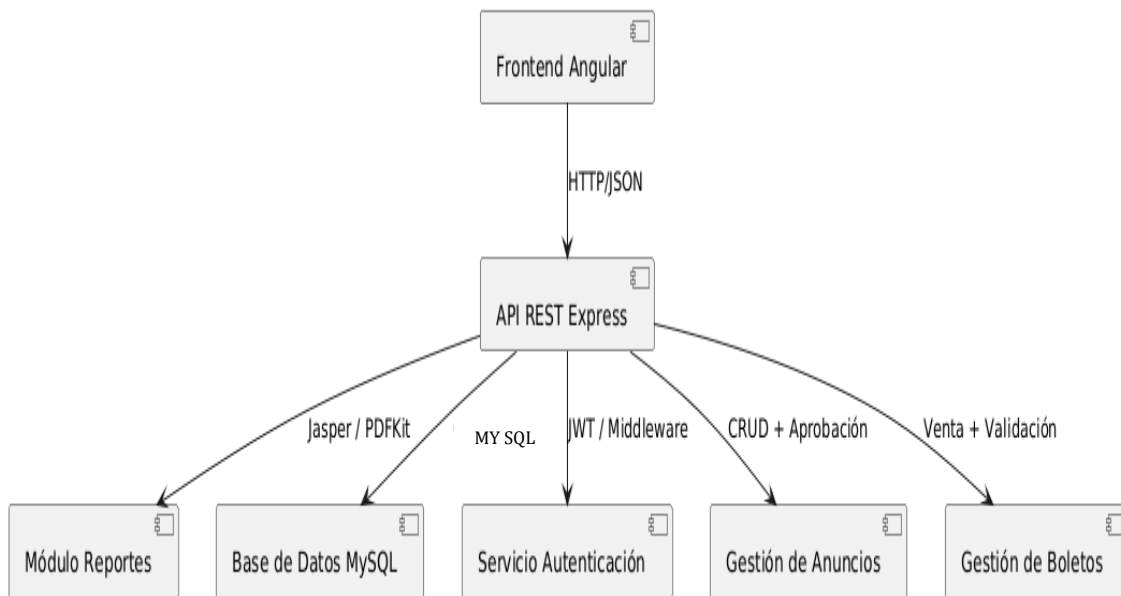 Frontend Angular
HTTP/JSON
API REST Express
Jasper / PDFKit
MY SQL
JWT / Middleware
CRUD + Aprobación
Venta + Validación
Módulo Reportes
Base de Datos MySQL
Servicio Autenticación
Gestión de Anuncios
Gestión de Boletos